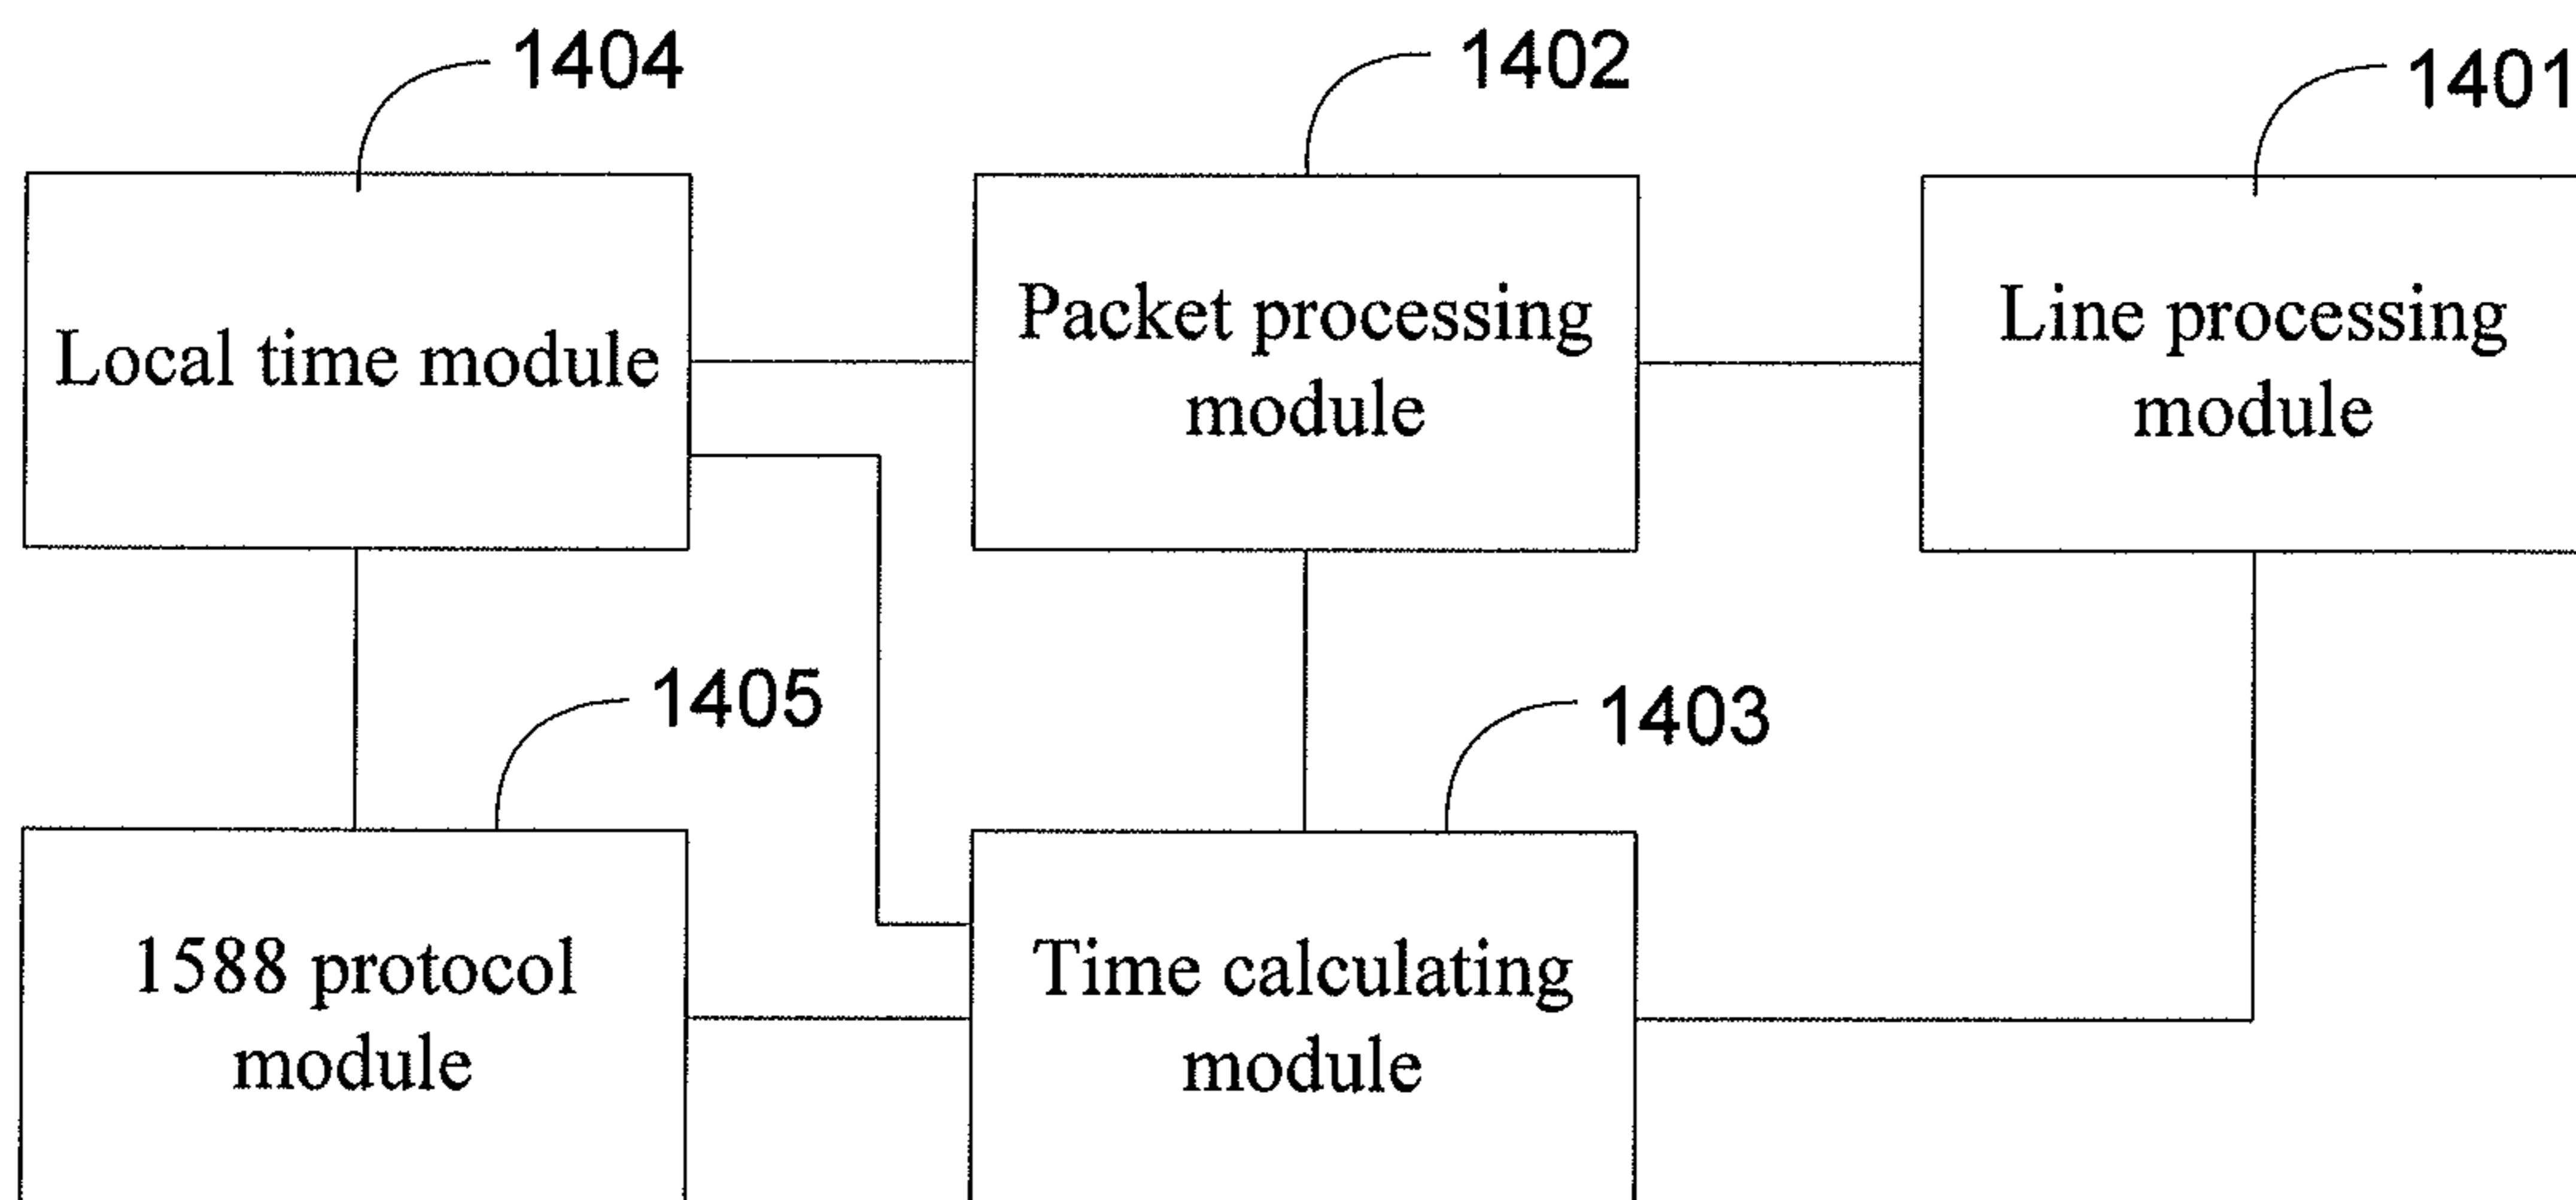 1404
1402
1401
Local time module
Packet processing
module
Line processing
module
1405
1403
1588 protocol
module
Time calculating
module